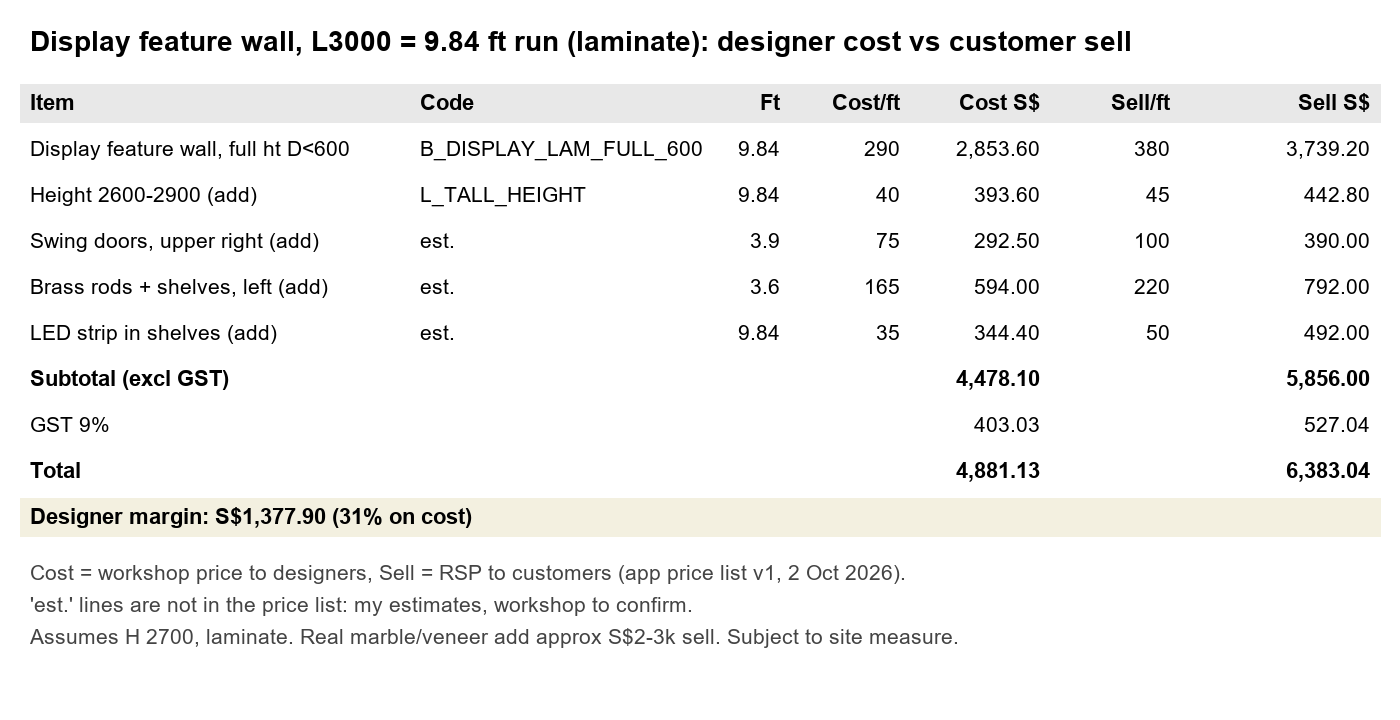 Display feature wall, L3000 = 9.84 ft run (laminate): designer cost vs customer sell
Item Code Ft Cost/ft Cost S$ Sell/ft Sell S$
Display feature wall, full ht D<600 B_DISPLAY_LAM_FULL_600 9.84 290 2,853.60 380 3,739.20
Height 2600-2900 (add) L_TALL_HEIGHT 9.84 40 393.60 45 442.80
Swing doors, upper right (add) est. 3.9 75 292.50 100 390.00
Brass rods + shelves, left (add) est. 3.6 165 594.00 220 792.00
LED strip in shelves (add) est. 9.84 35 344.40 50 492.00
Subtotal (excl GST) 4,478.10 5,856.00
GST 9% 403.03 527.04
Total 4,881.13 6,383.04
Designer margin: S$1,377.90 (31% on cost)
Cost = workshop price to designers, Sell = RSP to customers (app price list v1, 2 Oct 2026).
'est.' lines are not in the price list: my estimates, workshop to confirm.
Assumes H 2700, laminate. Real marble/veneer add approx S$2-3k sell. Subject to site measure.